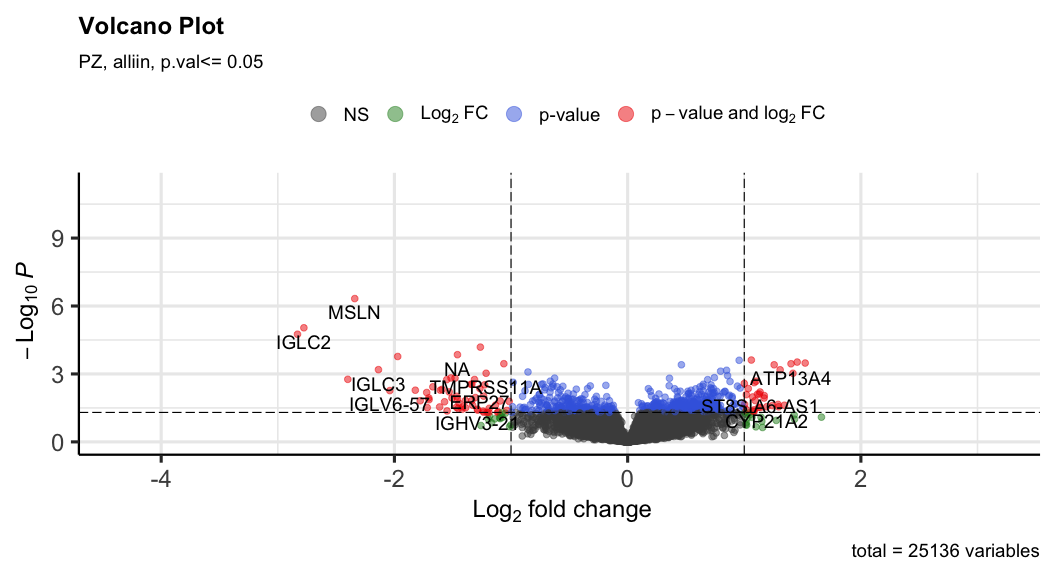 Volcano Plot
PZ, alliin, p.val<= 0.05
NS Log₂ FC p-value p – value and log₂ FC
– Log₁₀ P
9
6
3
0
MSLN
IGLC2
NA
IGLC3
TMPRSS11A
ATP13A4
IGLV6-57
ERP27
ST8SIA6-AS1
IGHV3-21
CYP21A2
-4 -2 0 2
Log₂ fold change
total = 25136 variables